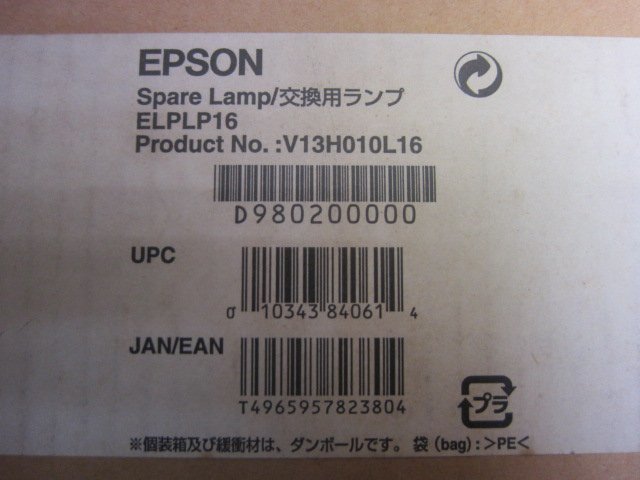 EPSON
Spare Lamp/交換用ランプ
ELPLP16
Product No. :V13H010L16
D980200000
UPC
0 10343 84061 4
JAN/EAN
T4965957823804
プラ
※個装箱及び緩衝材は、ダンボールです。 袋 (bag) : >PE<